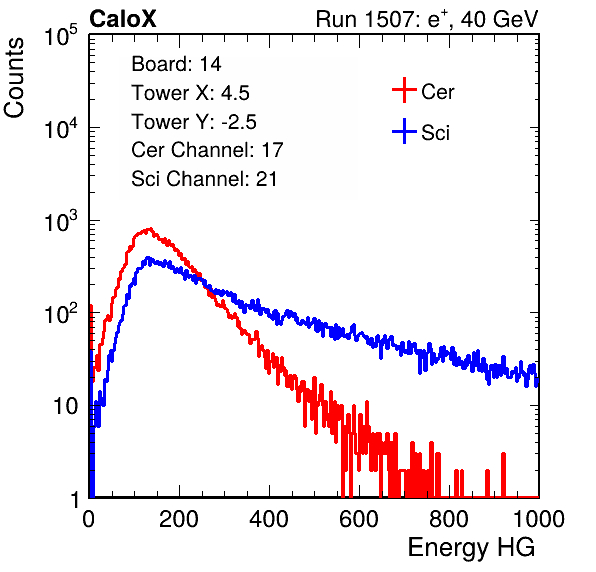 CaloX Run 1507: e⁺, 40 GeV
Counts
Board: 14
Tower X: 4.5
Tower Y: -2.5
Cer Channel: 17
Sci Channel: 21
Cer
Sci
10⁵
10⁴
10³
10²
10
1
0 200 400 600 800 1000
Energy HG